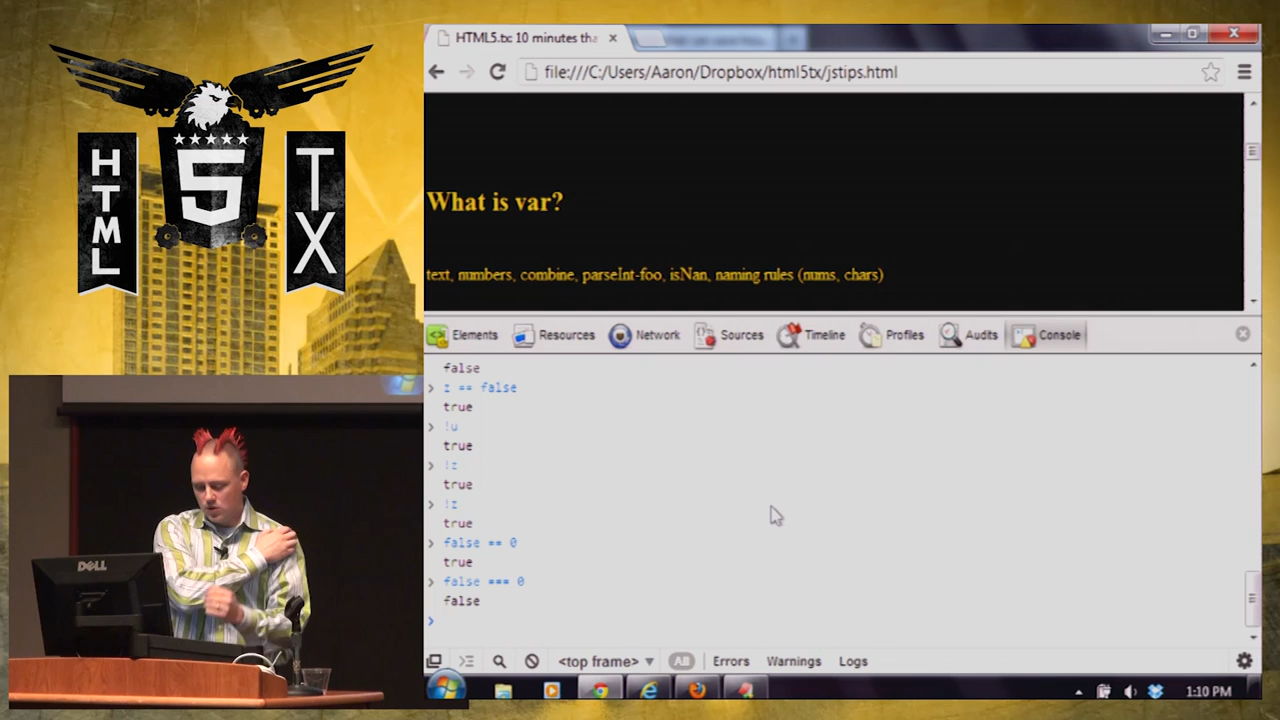 HTML
5
TX
DELL
HTML5.tx: 10 minutes tha
file:///C:/Users/Aaron/Dropbox/html5tx/jstips.html
What is var?
text, numbers, combine, parseInt-foo, isNan, naming rules (nums, chars)
Elements Resources Network Sources Timeline Profiles Audits Console
false
z == false
true
!u
true
!z
true
!z
true
false == 0
true
false === 0
false
<top frame> All Errors Warnings Logs
1:10 PM